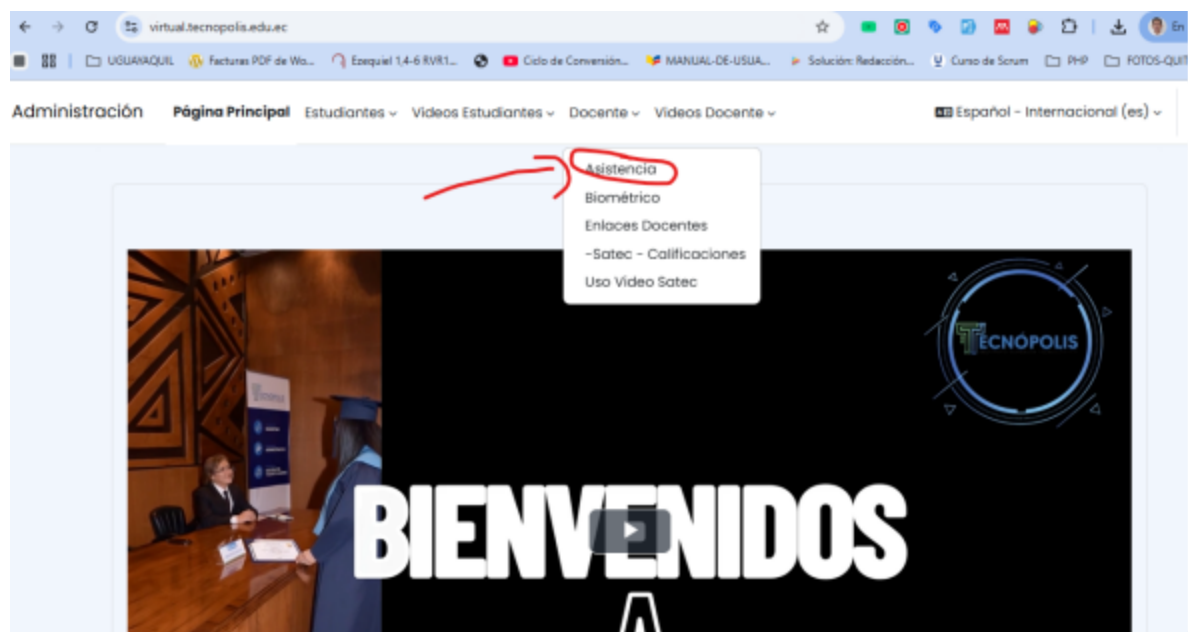 virtual.tecnopolis.edu.ec
UGUAYAQUIL Facturas PDF de Wo... Ezequiel 1,4-6 RVR1... Ciclo de Conversión... MANUAL-DE-USUA... Solución: Redacción... Curso de Scrum PHP FOTOS-QUIT
Administración Página Principal Estudiantes Videos Estudiantes Docente Videos Docente Español - Internacional (es)
Asistencia
Biométrico
Enlaces Docentes
-Satec - Calificaciones
Uso Video Satec
TECNÓPOLIS
BIENVENIDOS
A